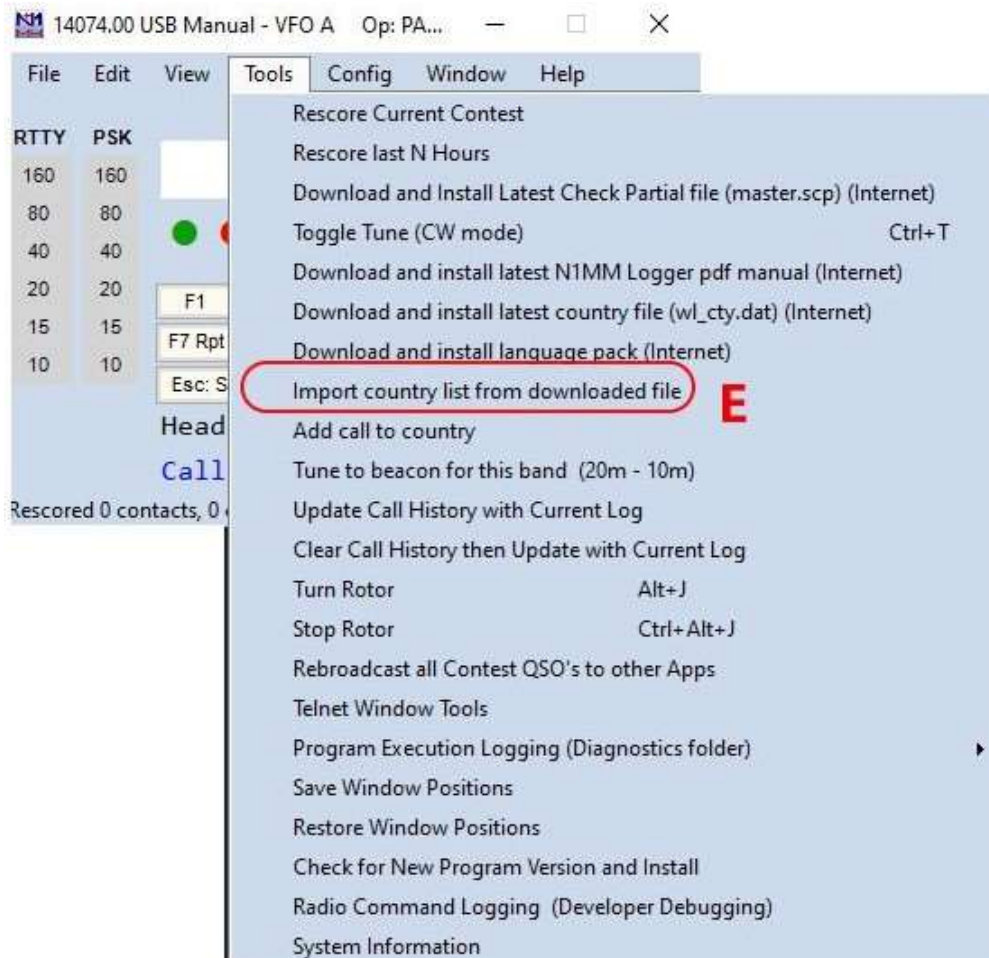 14074.00 USB Manual - VFO A Op: PA...
File Edit View Tools Config Window Help
RTTY PSK
160 160
80 80
40 40
20 20
15 15
10 10
F1
F7 Rpt
Esc: S
Head
Call
Rescored 0 contacts, 0
Rescore Current Contest
Rescore last N Hours
Download and Install Latest Check Partial file (master.scp) (Internet)
Toggle Tune (CW mode) Ctrl+T
Download and install latest N1MM Logger pdf manual (Internet)
Download and install latest country file (wl_cty.dat) (Internet)
Download and install language pack (Internet)
Import country list from downloaded file
E
Add call to country
Tune to beacon for this band (20m - 10m)
Update Call History with Current Log
Clear Call History then Update with Current Log
Turn Rotor Alt+J
Stop Rotor Ctrl+Alt+J
Rebroadcast all Contest QSO's to other Apps
Telnet Window Tools
Program Execution Logging (Diagnostics folder)
Save Window Positions
Restore Window Positions
Check for New Program Version and Install
Radio Command Logging (Developer Debugging)
System Information